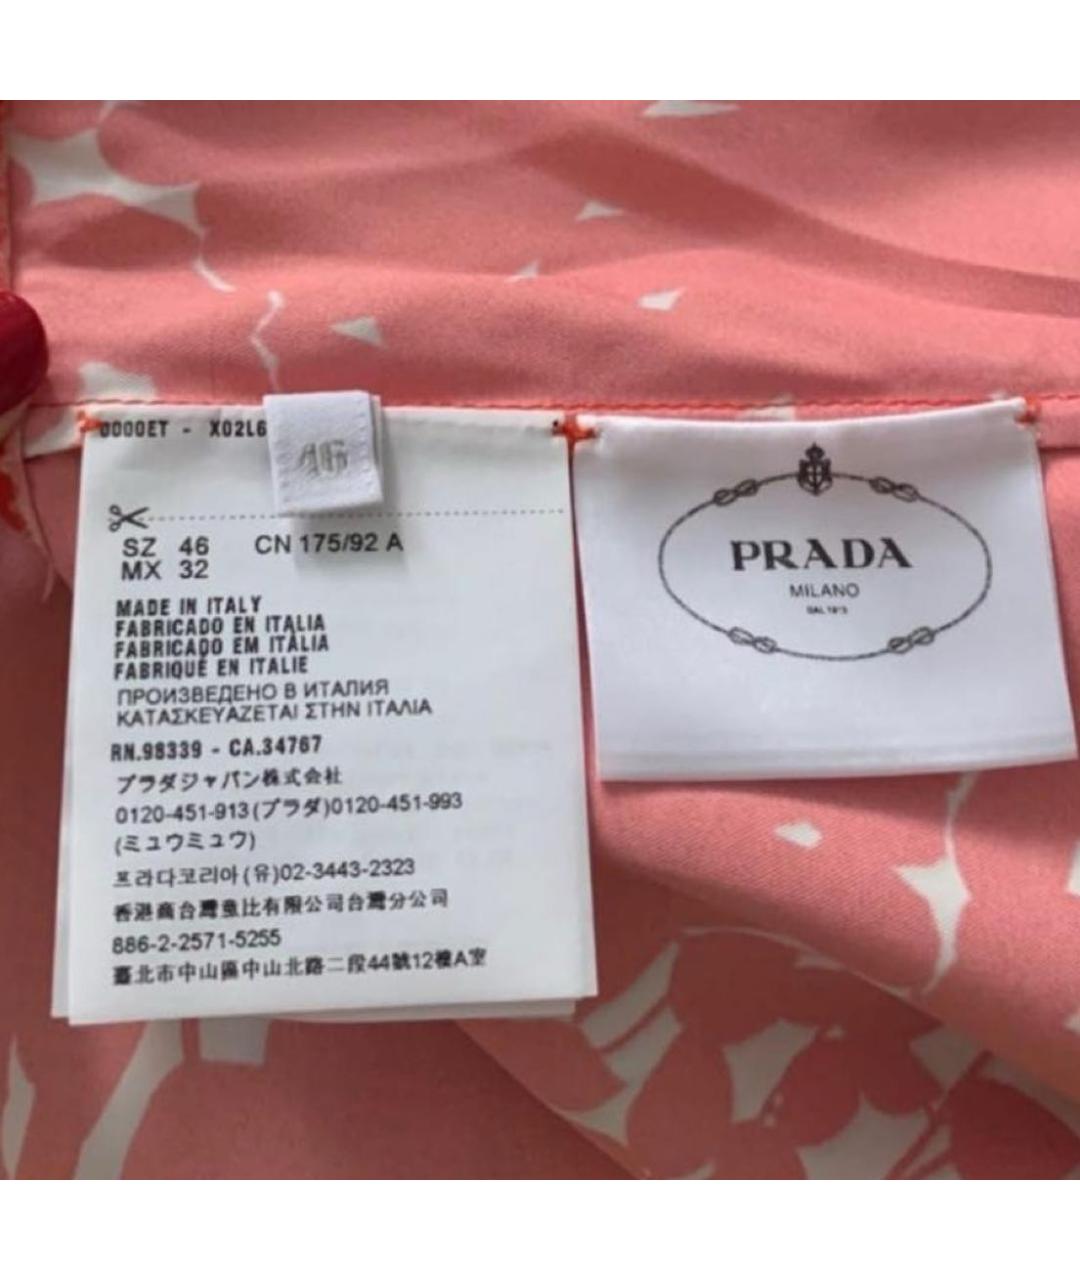 0000ET - X02L6
46
SZ 46 CN 175/92 A
MX 32
MADE IN ITALY
FABRICADO EN ITALIA
FABRICADO EM ITÁLIA
FABRIQUÉ EN ITALIE
ПРОИЗВЕДЕНО В ИТАЛИЯ
ΚΑΤΑΣΚΕΥΑΖΕΤΑΙ ΣΤΗΝ ΙΤΑΛΙΑ
RN.98339 - CA.34767
プラダジャパン株式会社
0120-451-913(プラダ)0120-451-993
(ミュウミュウ)
프라다코리아(유)02-3443-2323
香港商台灣童比有限公司台灣分公司
886-2-2571-5255
臺北市中山區中山北路二段44號12樓A室
PRADA
MILANO
DAL 1913